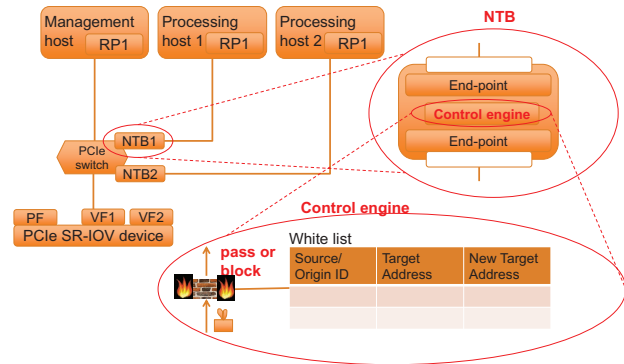 Management
host
RP1
Processing
host 1
RP1
Processing
host 2
RP1
NTB
End-point
Control engine
End-point
NTB1
PCIe
switch
NTB2
PF
VF1
VF2
PCIe SR-IOV device
Control engine
pass or
block
White list
Source/
Origin ID
Target
Address
New Target
Address